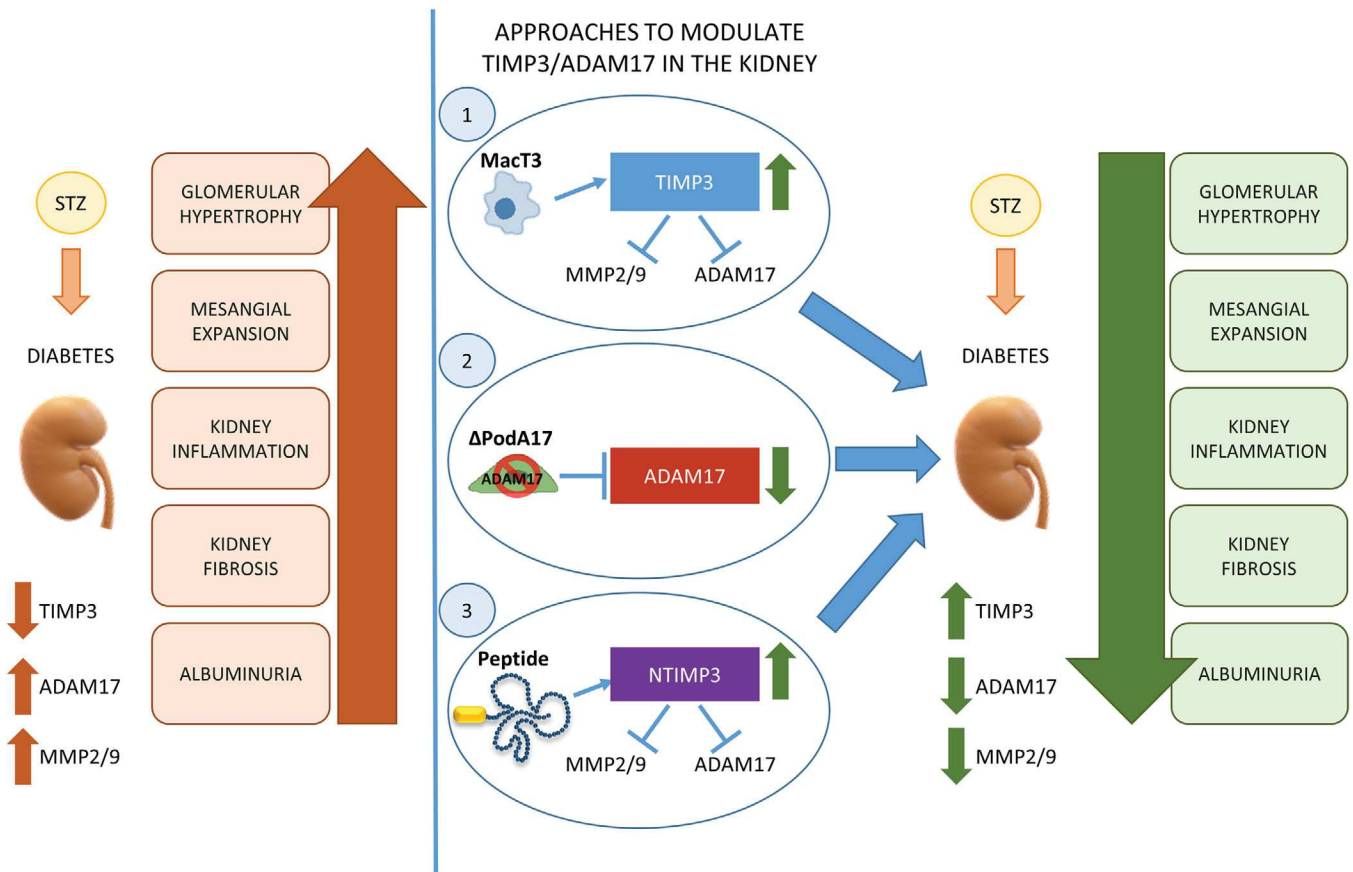 APPROACHES TO MODULATE
TIMP3/ADAM17 IN THE KIDNEY
STZ
DIABETES
GLOMERULAR
HYPERTROPHY
MESANGIAL
EXPANSION
KIDNEY
INFLAMMATION
KIDNEY
FIBROSIS
ALBUMINURIA
TIMP3
ADAM17
MMP2/9
1
MacT3
TIMP3
MMP2/9
ADAM17
2
ΔPodA17
ADAM17
ADAM17
3
Peptide
NTIMP3
MMP2/9
ADAM17
STZ
DIABETES
TIMP3
ADAM17
MMP2/9
GLOMERULAR
HYPERTROPHY
MESANGIAL
EXPANSION
KIDNEY
INFLAMMATION
KIDNEY
FIBROSIS
ALBUMINURIA